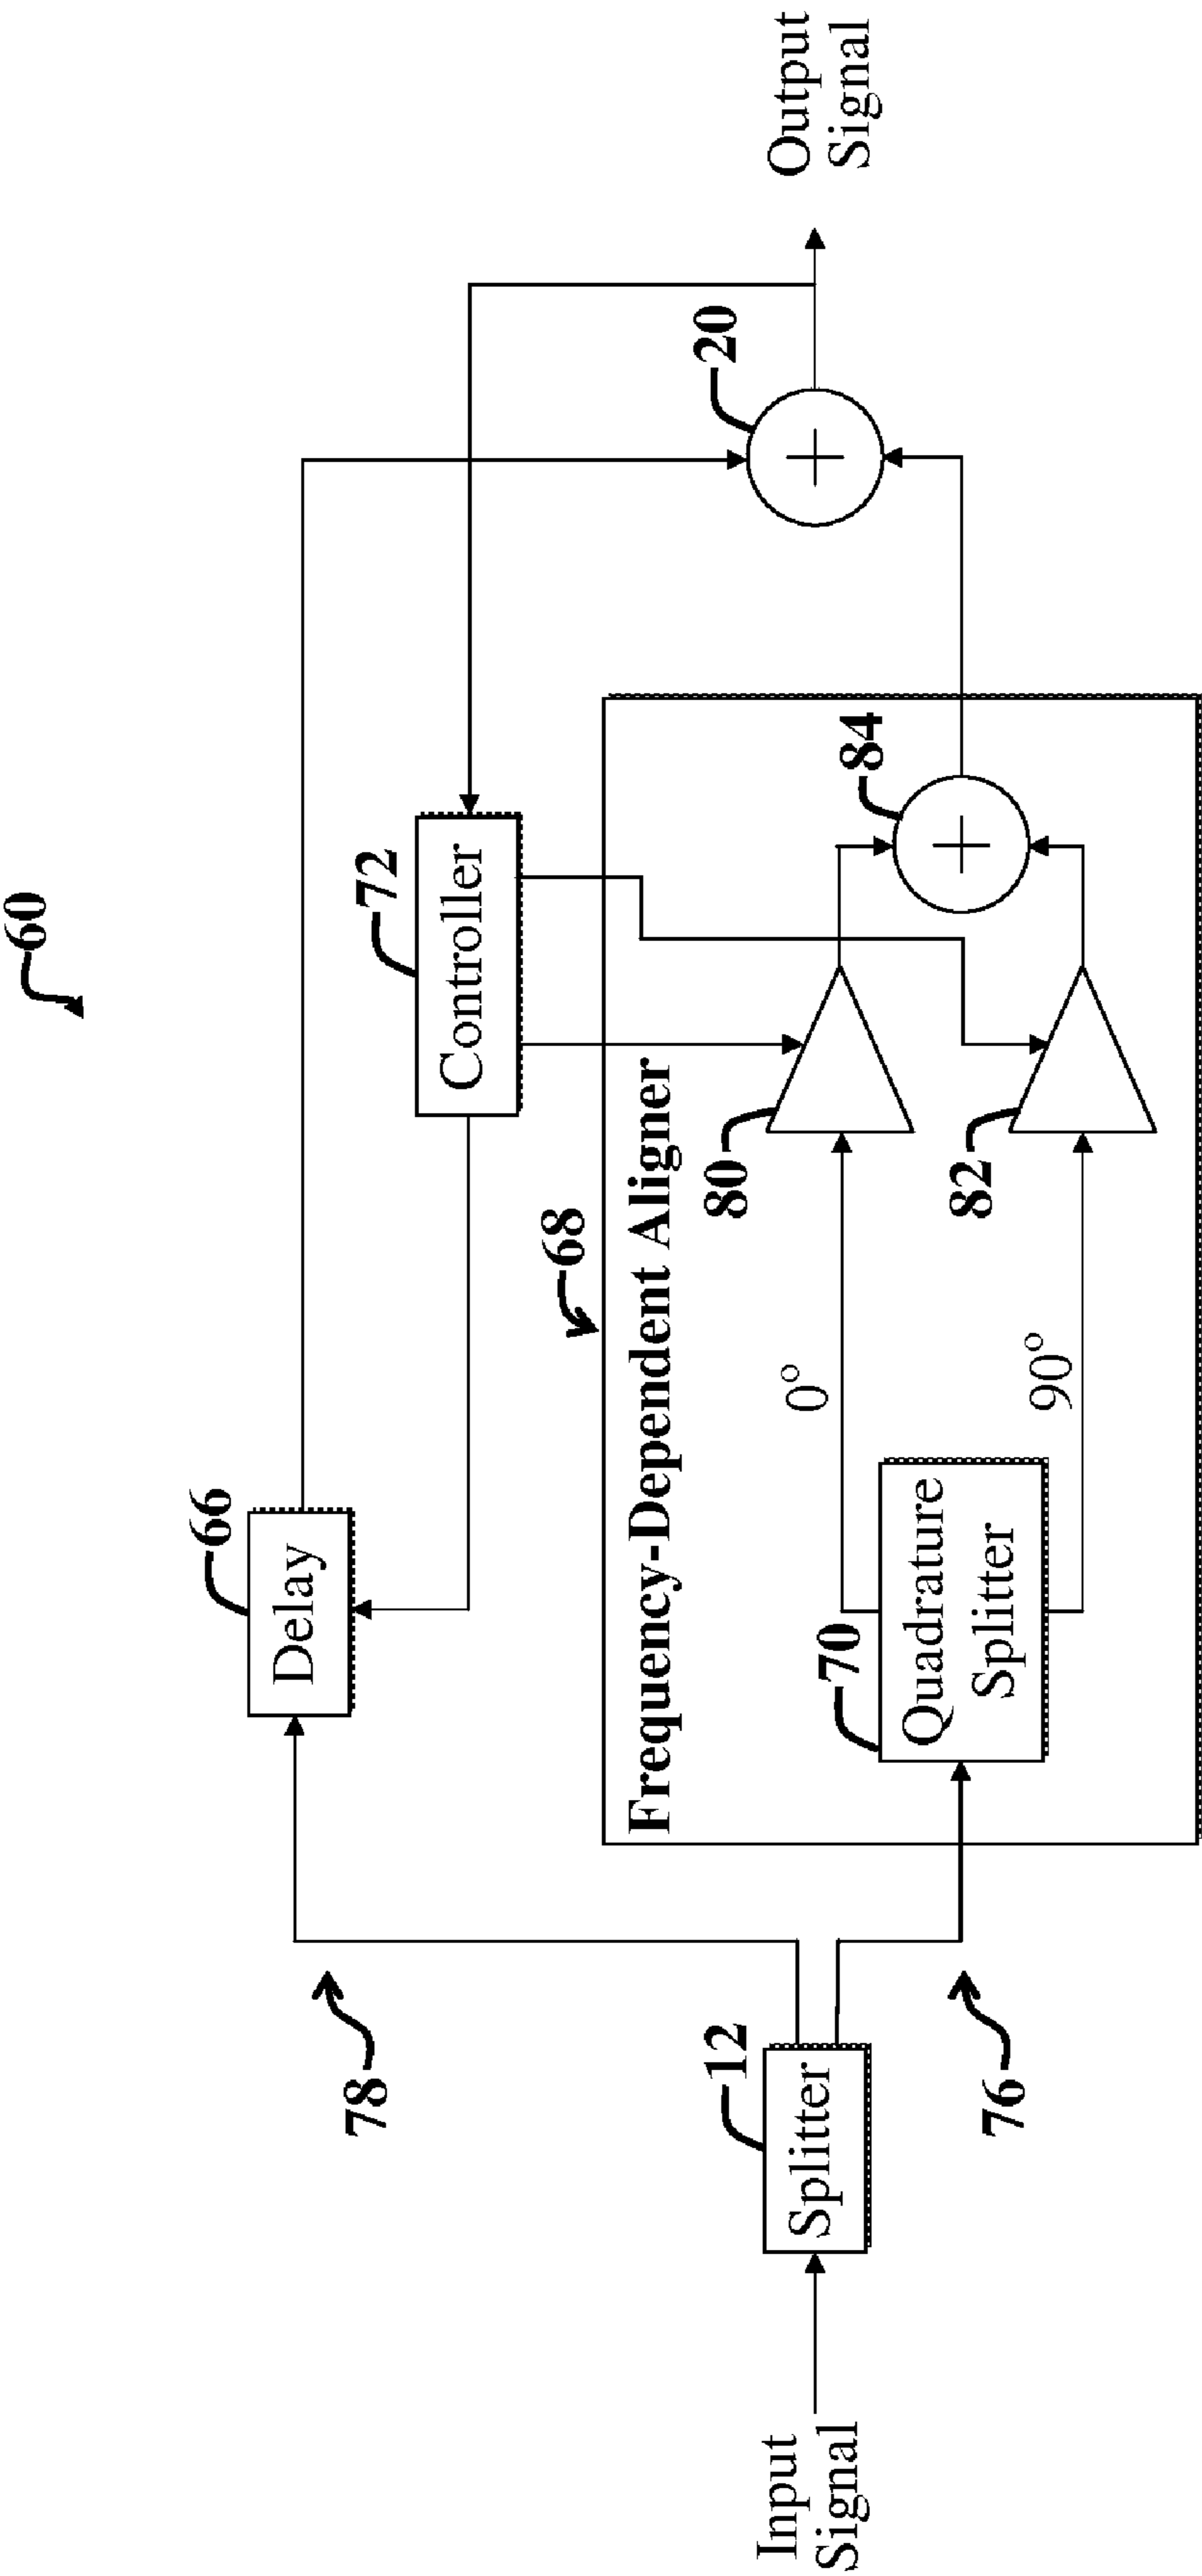 60
66
Delay
72
Controller
78
68
Frequency-Dependent Aligner
Input
Signal
12
Splitter
76
70
Quadrature
Splitter
0°
90°
80
82
84
20
Output
Signal